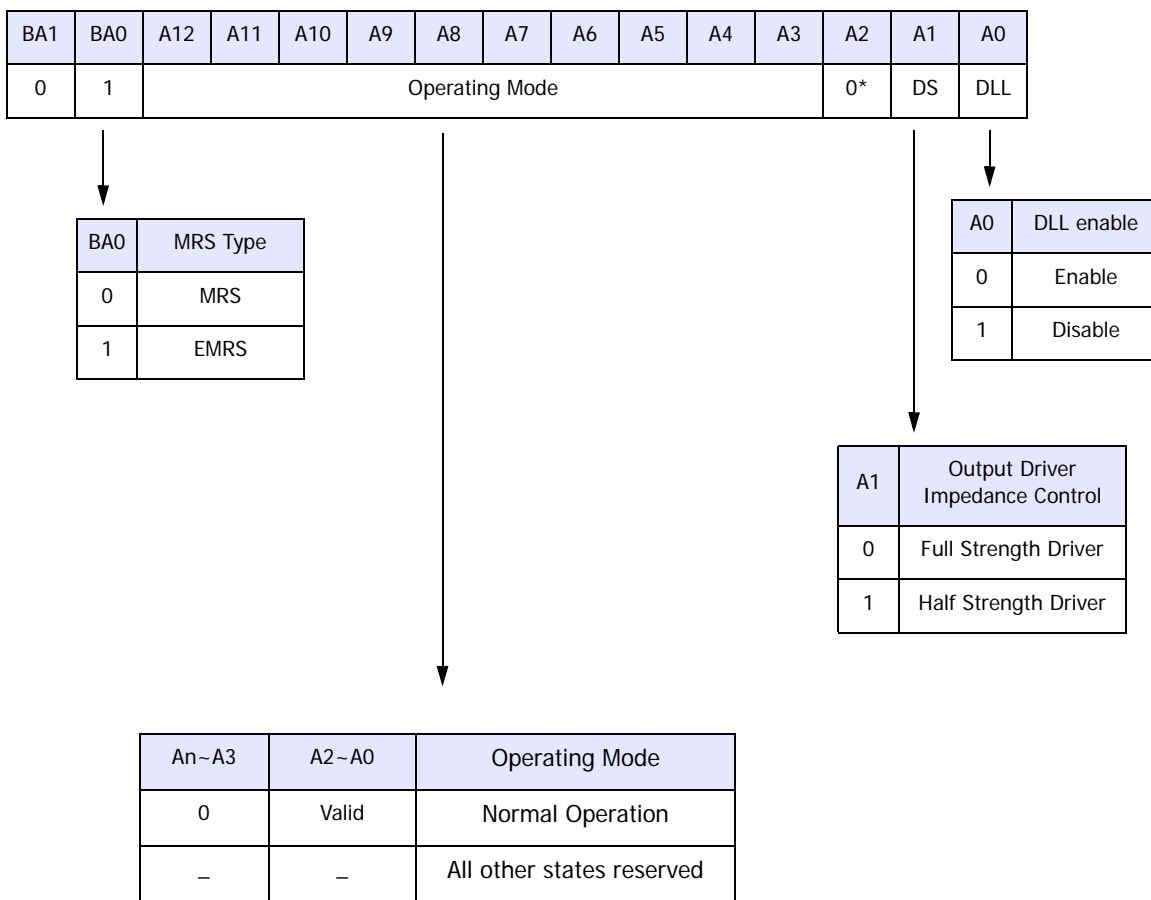 BA1 BA0 A12 A11 A10 A9 A8 A7 A6 A5 A4 A3 A2 A1 A0
0 1 Operating Mode 0* DS DLL
BA0 MRS Type
0 MRS
1 EMRS
A0 DLL enable
0 Enable
1 Disable
A1 Output Driver
Impedance Control
0 Full Strength Driver
1 Half Strength Driver
An~A3 A2~A0 Operating Mode
0 Valid Normal Operation
_ _ All other states reserved